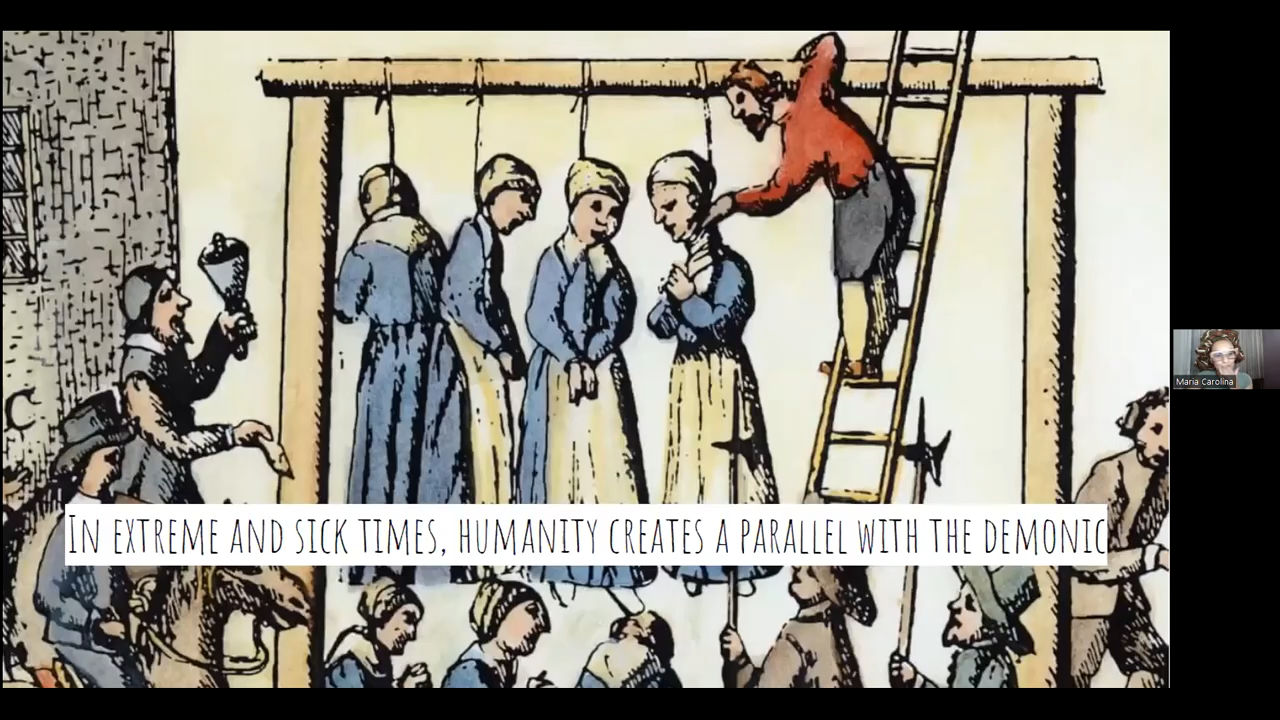 C
In extreme and sick times, humanity creates a parallel with the demonic
Maria Carolina